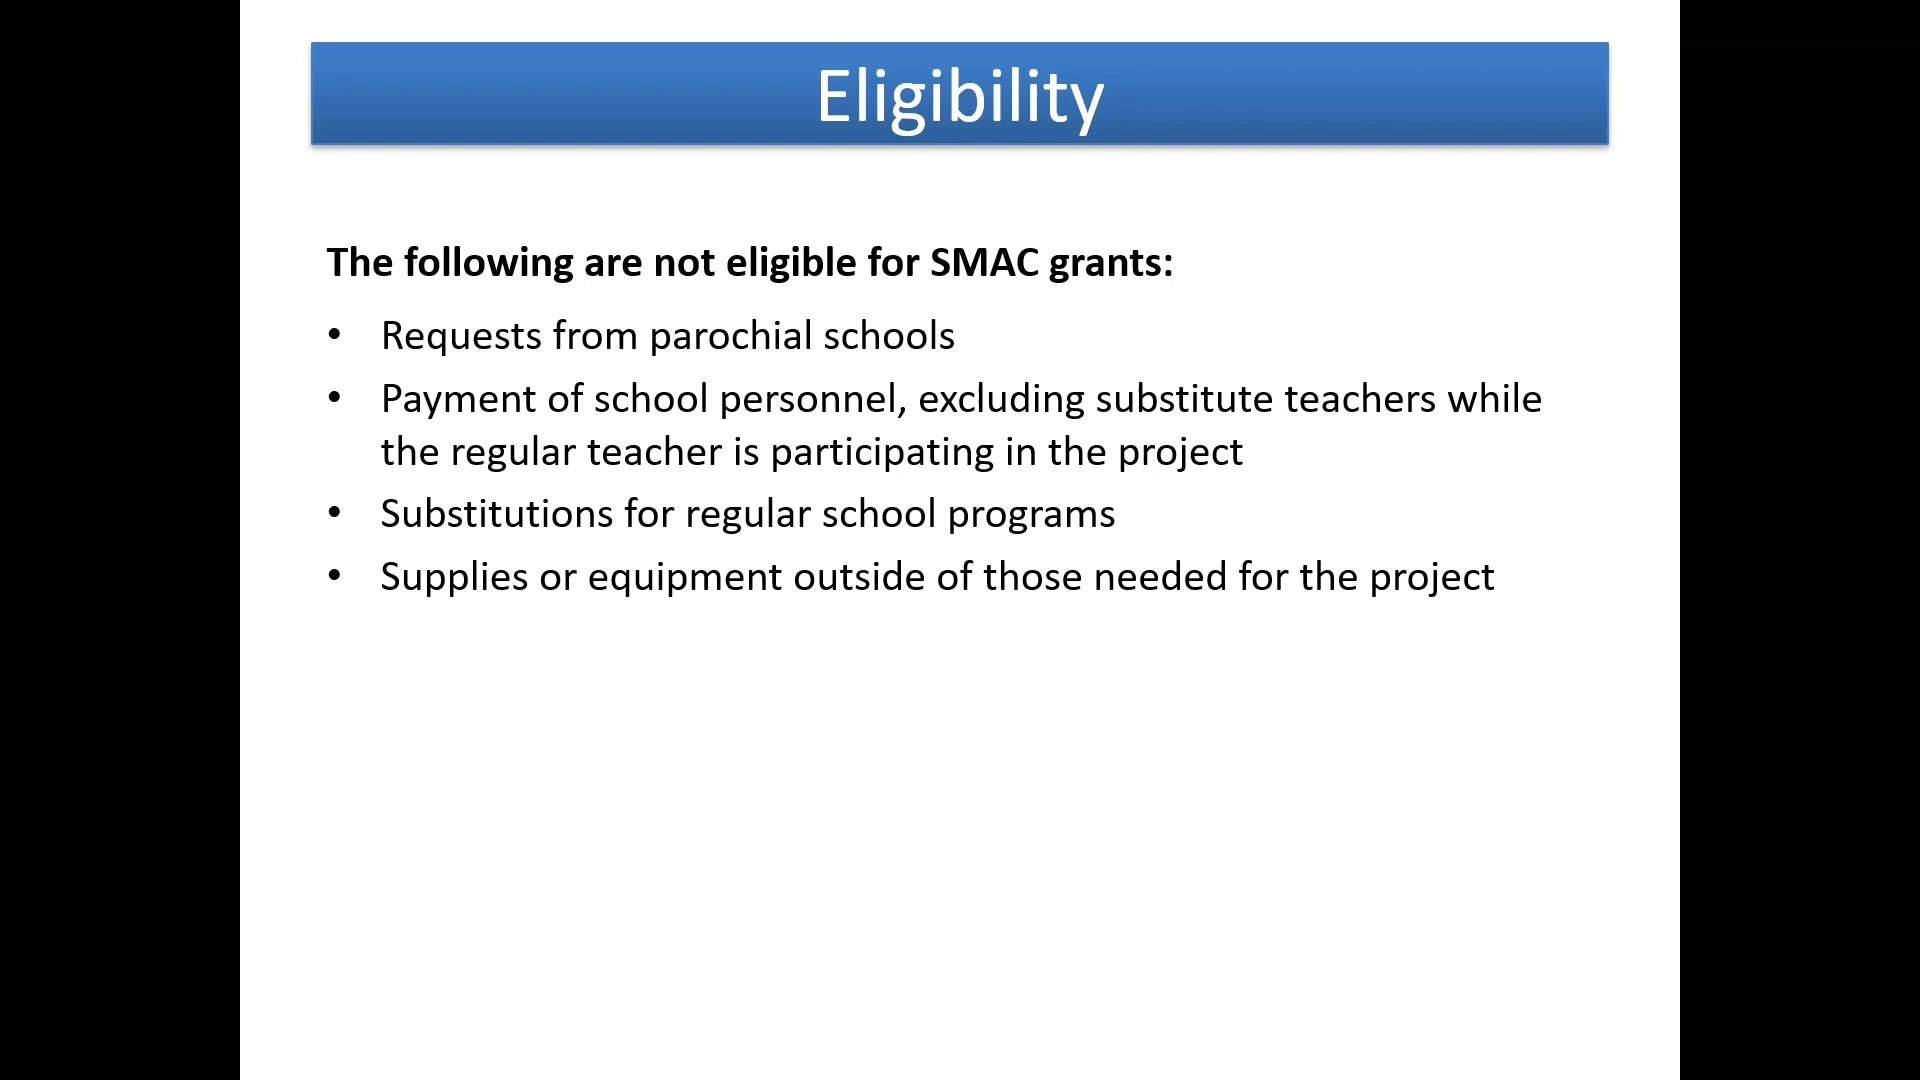 Eligibility
The following are not eligible for SMAC grants:
• Requests from parochial schools
• Payment of school personnel, excluding substitute teachers while
the regular teacher is participating in the project
• Substitutions for regular school programs
• Supplies or equipment outside of those needed for the project